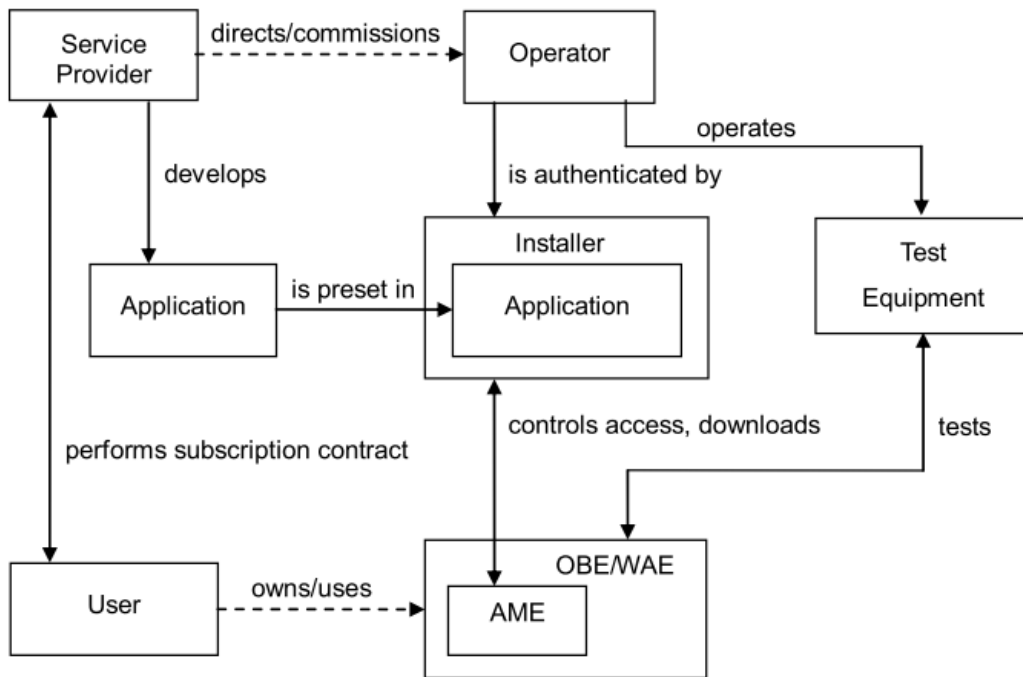 Service
Provider
directs/commissions
Operator
operates
develops
is authenticated by
Installer
Test
Equipment
Application
is preset in
Application
controls access, downloads
tests
performs subscription contract
OBE/WAE
User
owns/uses
AME